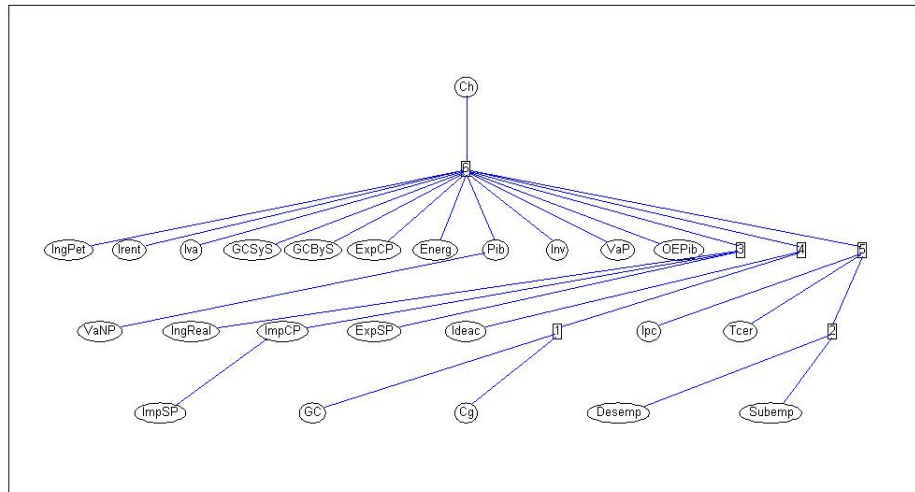 Ch
6
IngPet Irent Iva GCSyS GCByS ExpCP Energ Pib Inv VaP OEPib 3 4 5
VaNP IngReal ImpCP ExpSP Ideac 1 Ipc Tcer 2
ImpSP GC Cg Desemp Subemp